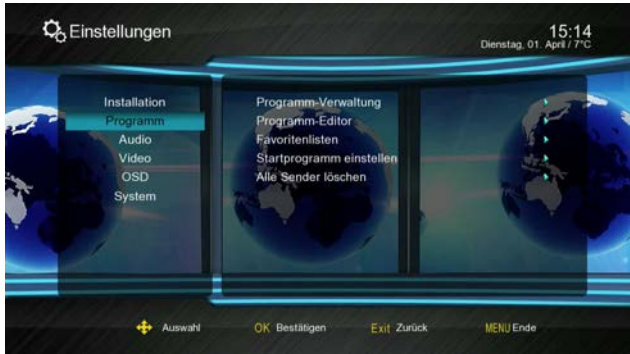 Einstellungen
15:14
Dienstag, 01. April / 7°C
Installation
Programm
Audio
Video
OSD
System
Programm-Verwaltung
Programm-Editor
Favoritenlisten
Startprogramm einstellen
Alle Sender löschen
Auswahl
OK Bestätigen
Exit Zurück
MENU Ende